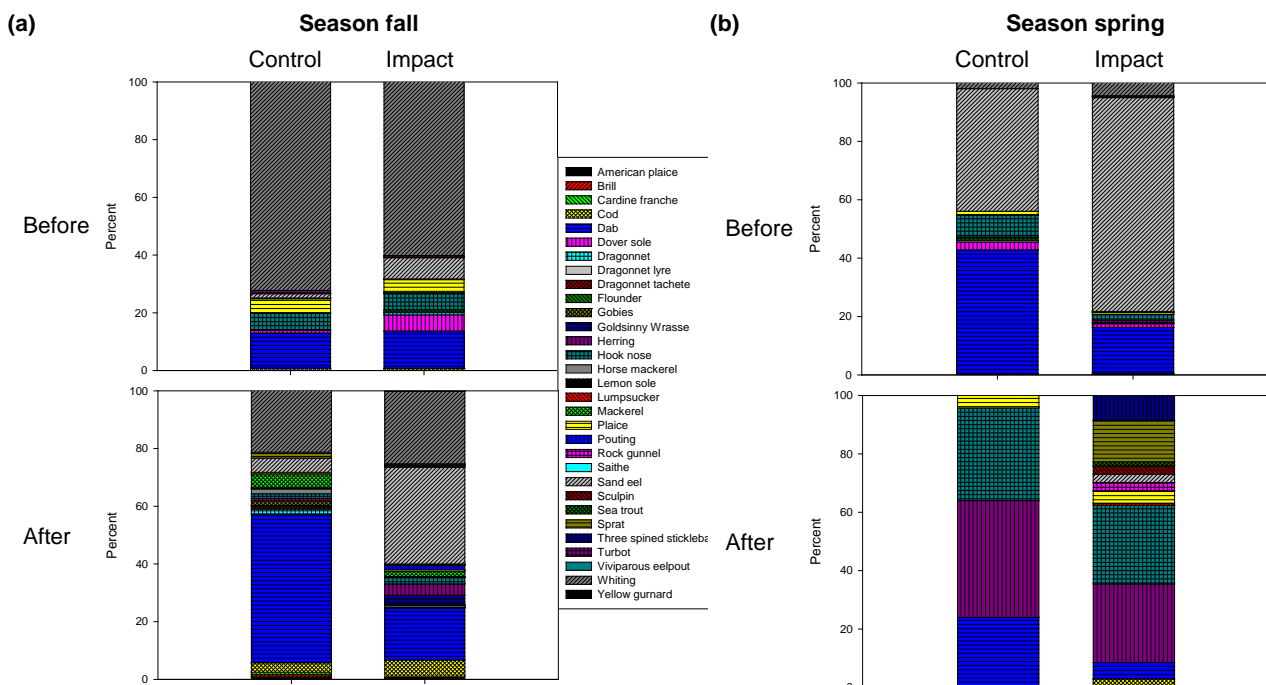 (a) Season fall
Control Impact
100
80
60
40
20
0
Percent
Before
100
80
60
40
20
0
Percent
After
American plaice
Brill
Cardine franche
Cod
Dab
Dover sole
Dragonnet
Dragonnet lyre
Dragonnet tachete
Flounder
Gobies
Goldsinny Wrasse
Herring
Hook nose
Horse mackerel
Lemon sole
Lumpsucker
Mackerel
Plaice
Pouting
Rock gunnel
Saithe
Sand eel
Sculpin
Sea trout
Sprat
Three spined stickleba
Turbot
Viviparous eelpout
Whiting
Yellow gurnard
(b) Season spring
Control Impact
100
80
60
40
20
0
Percent
Before
100
80
60
40
20
0
Percent
After